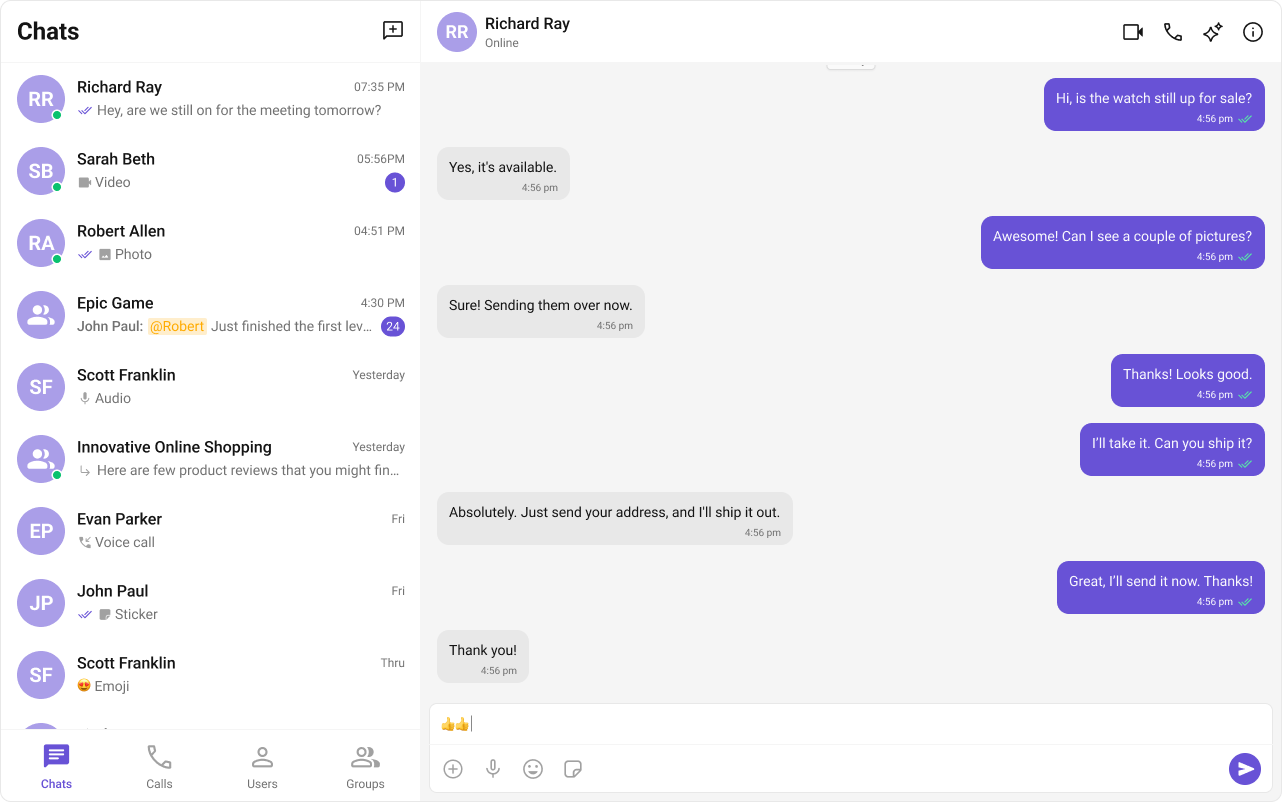 Chats
RR
Richard Ray
07:35 PM
Hey, are we still on for the meeting tomorrow?
SB
Sarah Beth
05:56PM
Video
1
RA
Robert Allen
04:51 PM
Photo
Epic Game
4:30 PM
John Paul: @Robert Just finished the first lev...
24
SF
Scott Franklin
Yesterday
Audio
Innovative Online Shopping
Yesterday
Here are few product reviews that you might fin...
EP
Evan Parker
Fri
Voice call
JP
John Paul
Fri
Sticker
SF
Scott Franklin
Thru
😍 Emoji
Chats
Calls
Users
Groups
RR
Richard Ray
Online
Hi, is the watch still up for sale?
4:56 pm
Yes, it's available.
4:56 pm
Awesome! Can I see a couple of pictures?
4:56 pm
Sure! Sending them over now.
4:56 pm
Thanks! Looks good.
4:56 pm
I’ll take it. Can you ship it?
4:56 pm
Absolutely. Just send your address, and I'll ship it out.
4:56 pm
Great, I’ll send it now. Thanks!
4:56 pm
Thank you!
4:56 pm
👍👍